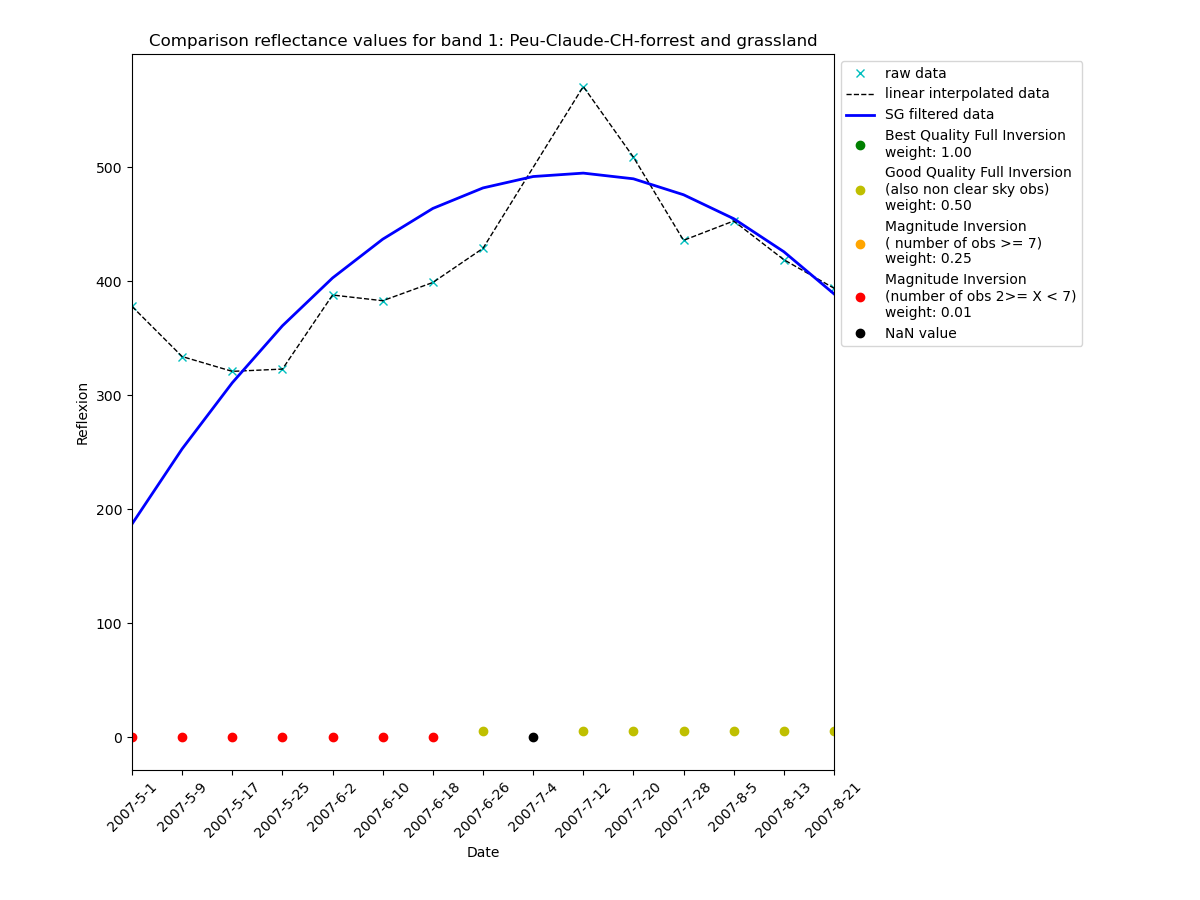 Comparison reflectance values for band 1: Peu-Claude-CH-forrest and grassland
raw data
linear interpolated data
SG filtered data
Best Quality Full Inversion
weight: 1.00
Good Quality Full Inversion
(also non clear sky obs)
weight: 0.50
Magnitude Inversion
( number of obs >= 7)
weight: 0.25
Magnitude Inversion
(number of obs 2>= X < 7)
weight: 0.01
NaN value
Reflexion
500
400
300
200
100
0
2007-5-1
2007-5-9
2007-5-17
2007-5-25
2007-6-2
2007-6-10
2007-6-18
2007-6-26
2007-7-4
2007-7-12
2007-7-20
2007-7-28
2007-8-5
2007-8-13
2007-8-21
Date